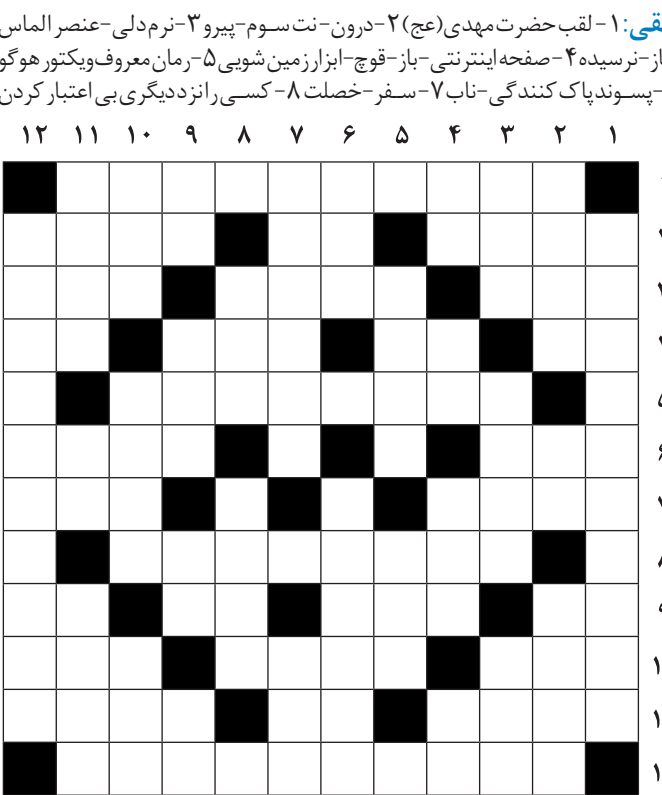 ۱- لقب حضرت مهدی (عج) ۲- درون- نت سوم- پیرو ۳- نرم دلی- عنصر الماس
نرسیده ۴- صفحه اینترنتی- باز- قوچ- ابزار زمین شویی ۵- رمان معروف ویکتور هوگو
-پسوند پاک کنندگی- ناب ۷- سفر- خصلت ۸- کسی را نزد دیگری بی اعتبار کردن
۱۲ ۱۱ ۱۰ ۹ ۸ ۷ ۶ ۵ ۴ ۳ ۲ ۱